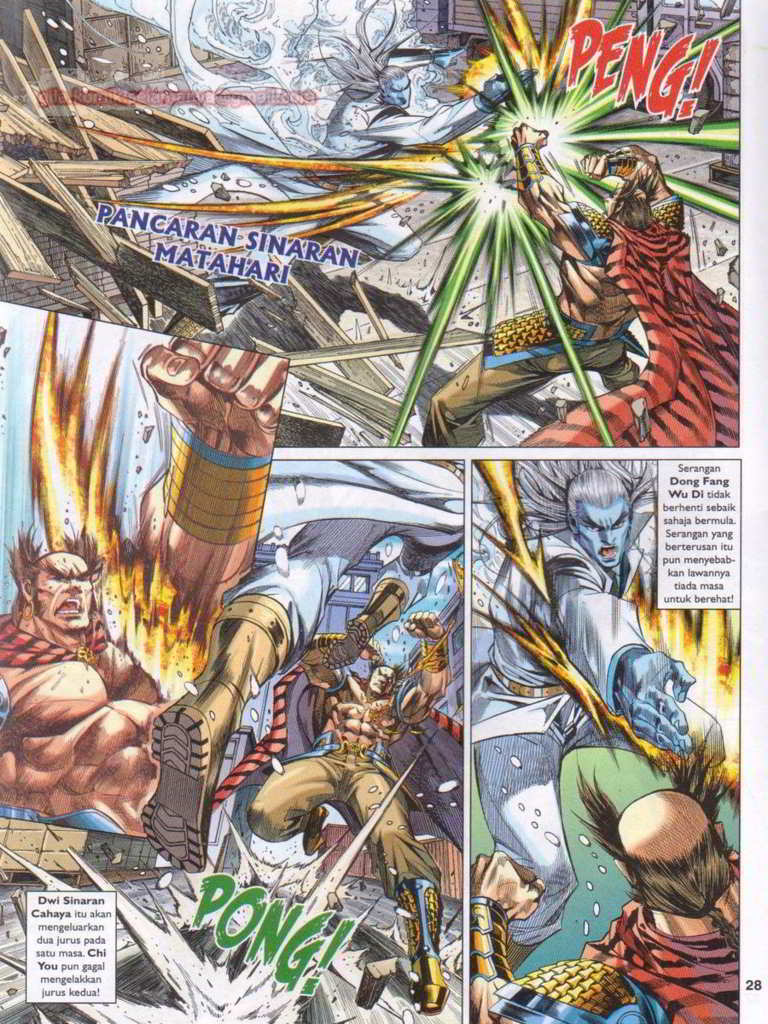 PENG!
PANCARAN SINARAN
MATAHARI
Serangan
Dong Fang
Wu Di tidak
berhenti sebaik
sahaja bermula.
Serangan yang
berterusan itu
pun menyebab-
kan lawannya
tiada masa
untuk berehat!
Dwi Sinaran
Cahaya itu akan
mengeluarkan
dua jurus pada
satu masa. Chi
You pun gagal
mengelakkan
jurus kedua!
PONG!
28